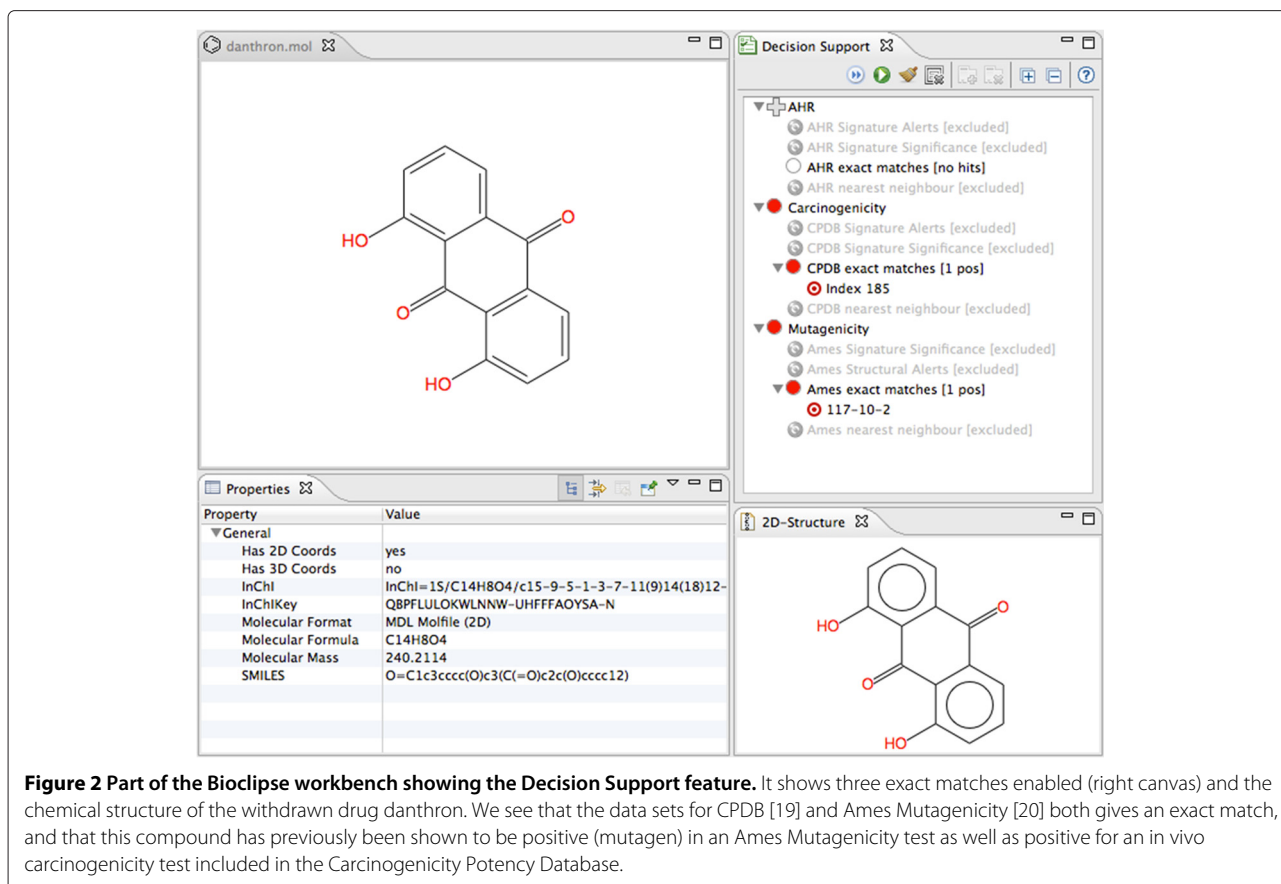 danthron.mol
HO
O
O
HO
Decision Support
AHR
AHR Signature Alerts [excluded]
AHR Signature Significance [excluded]
AHR exact matches [no hits]
AHR nearest neighbour [excluded]
Carcinogenicity
CPDB Signature Alerts [excluded]
CPDB Signature Significance [excluded]
CPDB exact matches [1 pos]
Index 185
CPDB nearest neighbour [excluded]
Mutagenicity
Ames Signature Significance [excluded]
Ames Structural Alerts [excluded]
Ames exact matches [1 pos]
117-10-2
Ames nearest neighbour [excluded]
Properties
Property Value
General
Has 2D Coords yes
Has 3D Coords no
InChI InChI=1S/C14H8O4/c15-9-5-1-3-7-11(9)14(18)12-
InChIKey QBPFLULOKWLNNW-UHFFFAOYSA-N
Molecular Format MDL Molfile (2D)
Molecular Formula C14H8O4
Molecular Mass 240.2114
SMILES O=C1c3cccc(O)c3(C(=O)c2c(O)cccc12)
2D-Structure
HO
O
O
HO
Figure 2 Part of the Bioclipse workbench showing the Decision Support feature. It shows three exact matches enabled (right canvas) and the
chemical structure of the withdrawn drug danthron. We see that the data sets for CPDB [19] and Ames Mutagenicity [20] both gives an exact match,
and that this compound has previously been shown to be positive (mutagen) in an Ames Mutagenicity test as well as positive for an in vivo
carcinogenicity test included in the Carcinogenicity Potency Database.